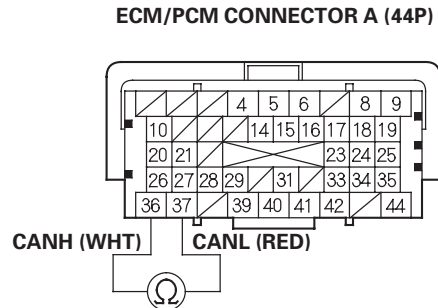 ECM/PCM CONNECTOR A (44P)
4 5 6 8 9
10 14 15 16 17 18 19
20 21 23 24 25
26 27 28 29 31 33 34 35
36 37 39 40 41 42 44
CANH (WHT) CANL (RED)
Ω